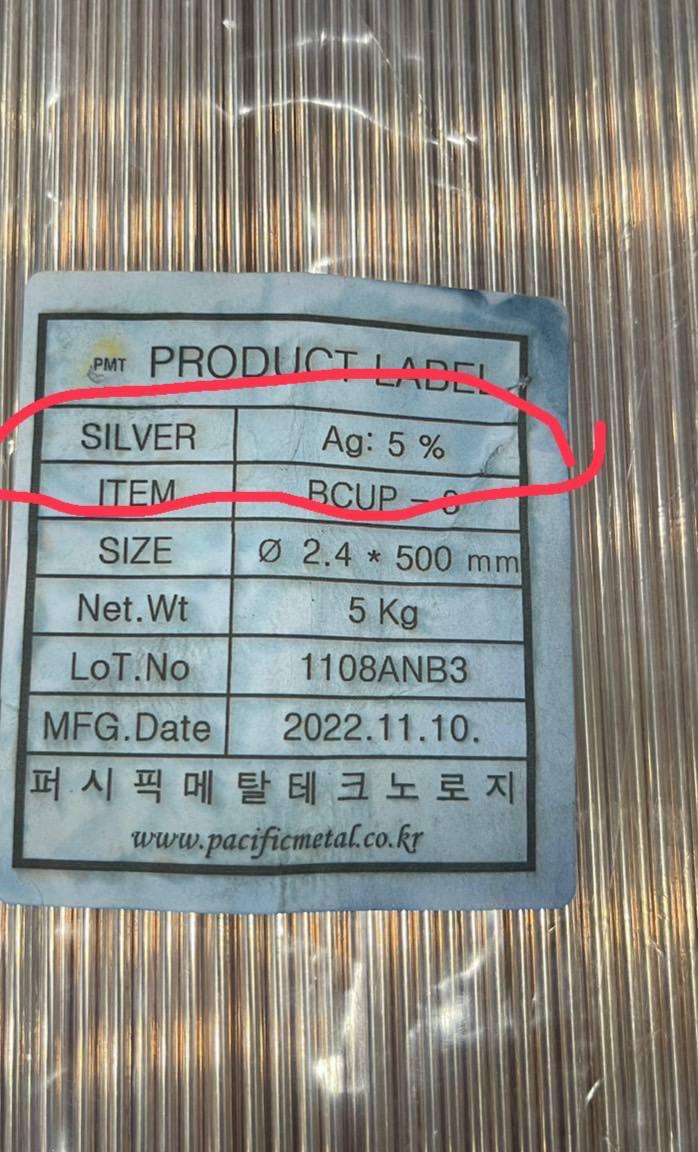 PMT PRODUCT LABEL
SILVER Ag: 5 %
ITEM BCUP -
SIZE Ø 2.4 * 500 mm
Net.Wt 5 Kg
LoT.No 1108ANB3
MFG.Date 2022.11.10.
퍼시픽메탈테크노로지
www.pacificmetal.co.kr